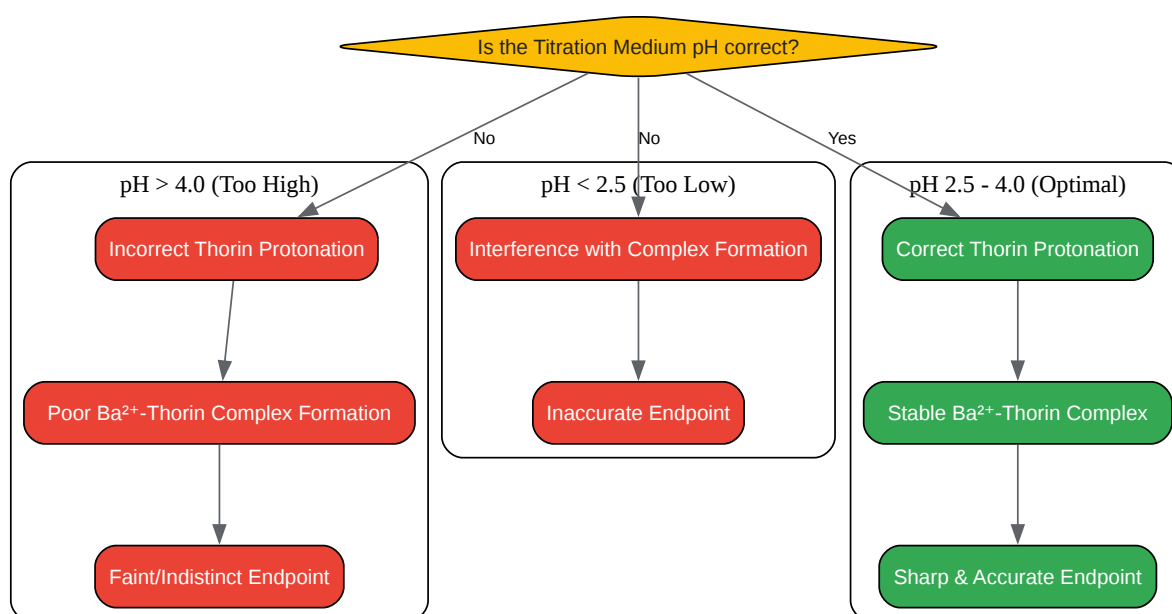 Is the Titration Medium pH correct?
No
No
Yes
pH > 4.0 (Too High)
pH < 2.5 (Too Low)
pH 2.5 - 4.0 (Optimal)
Incorrect Thorin Protonation
Interference with Complex Formation
Correct Thorin Protonation
Poor Ba²⁺-Thorin Complex Formation
Inaccurate Endpoint
Stable Ba²⁺-Thorin Complex
Faint/Indistinct Endpoint
Sharp & Accurate Endpoint